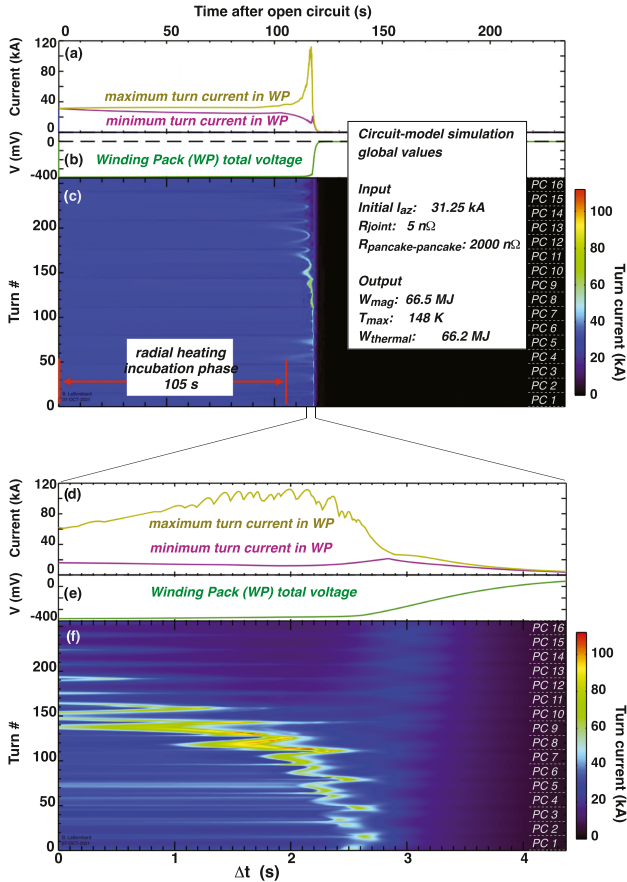 Time after open circuit (s)
0 50 100 150 200
Current (kA)
120
80
40
0
(a)
maximum turn current in WP
minimum turn current in WP
V (mV)
0
-400
(b)
Winding Pack (WP) total voltage
Circuit-model simulation
global values
Input
Initial Iaz: 31.25 kA
Rjoint: 5 nΩ
Rpancake-pancake: 2000 nΩ
Output
Wmag: 66.5 MJ
Tmax: 148 K
Wthermal: 66.2 MJ
(c)
Turn #
200
150
100
50
0
radial heating
incubation phase
105 s
PC 16
PC 15
PC 14
PC 13
PC 12
PC 11
PC 10
PC 9
PC 8
PC 7
PC 6
PC 5
PC 4
PC 3
PC 2
PC 1
100
80
60
40
20
0
Turn current (kA)
Current (kA)
120
80
40
0
(d)
maximum turn current in WP
minimum turn current in WP
V (mV)
0
-400
(e)
Winding Pack (WP) total voltage
(f)
Turn #
200
150
100
50
0
PC 16
PC 15
PC 14
PC 13
PC 12
PC 11
PC 10
PC 9
PC 8
PC 7
PC 6
PC 5
PC 4
PC 3
PC 2
PC 1
100
80
60
40
20
0
Turn current (kA)
0 1 2 3 4
Δt (s)